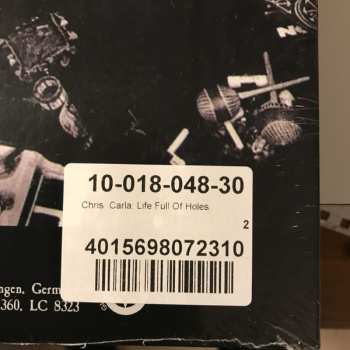 10-018-048-30
Chris Carla: Life Full Of Holes
2
4015698072310
ngen, Germ
360, LC 8323